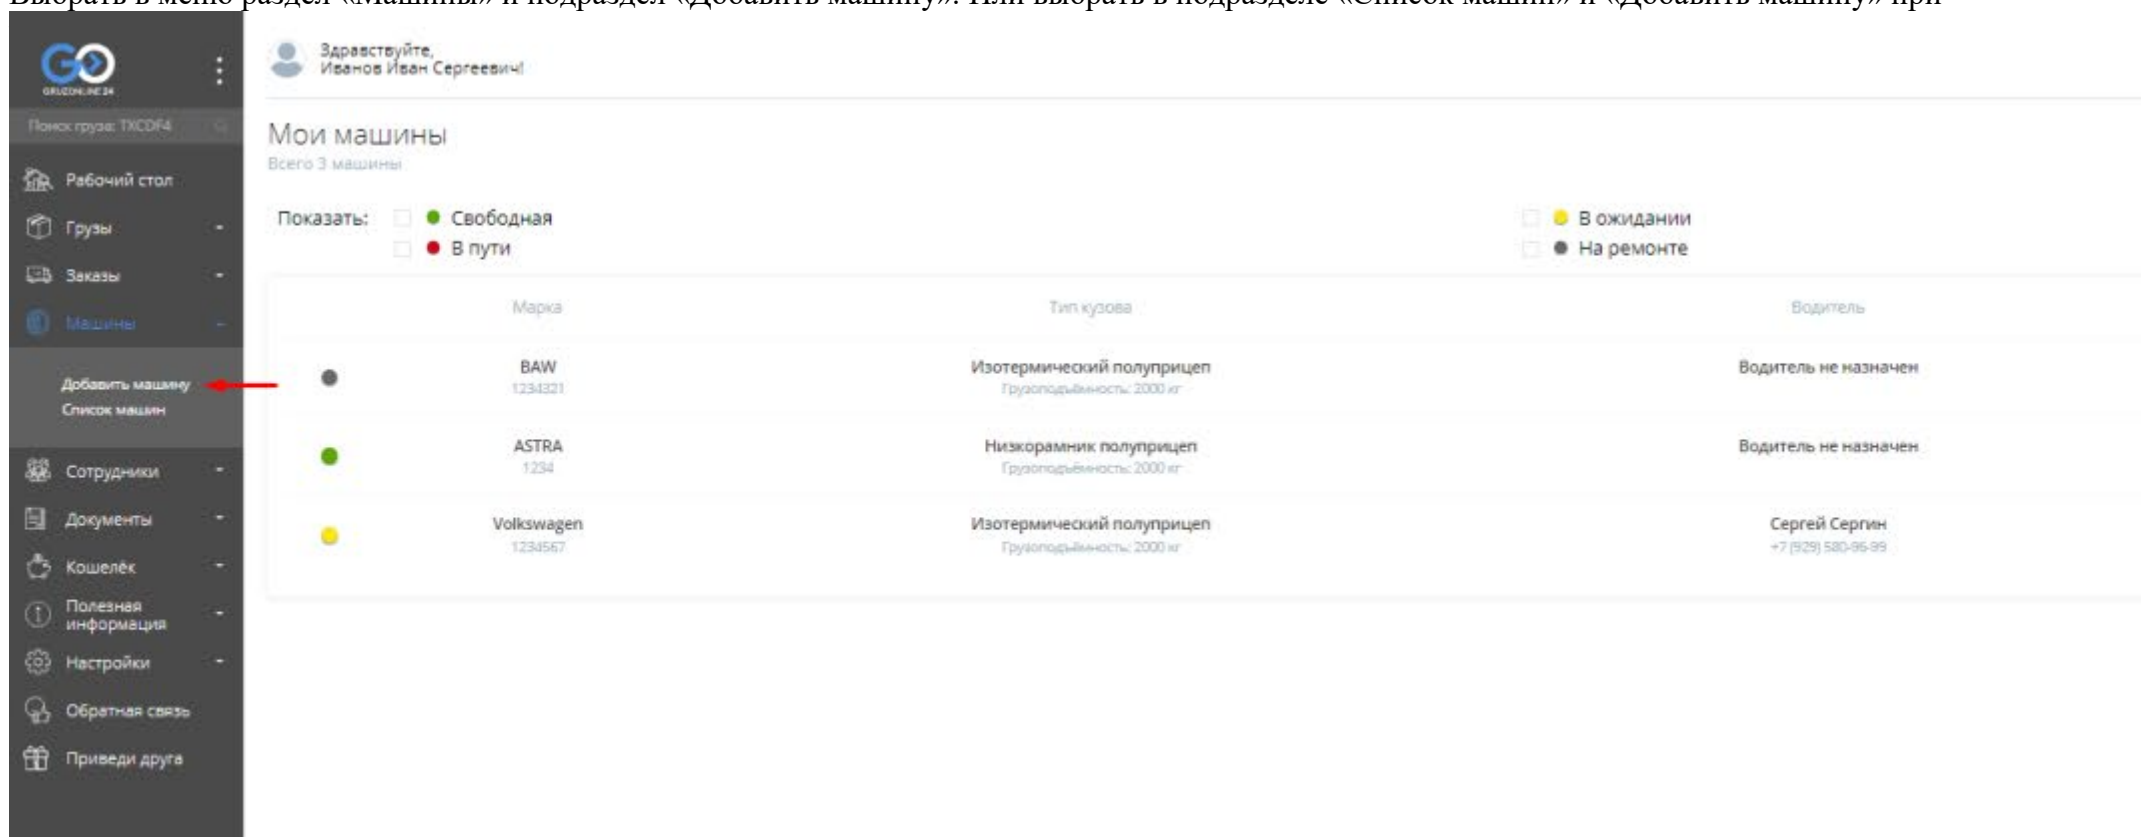 Выбрать в меню раздел «Машины» и подраздел «Добавить машину». Или выбрать в подразделе «Список машин» и «Добавить машину» при
GO
GRUZONLINE24
Поиск груза: TXCDF4
Рабочий стол
Грузы
Заказы
Машины
Добавить машину
Список машин
Сотрудники
Документы
Кошелёк
Полезная
информация
Настройки
Обратная связь
Приведи друга
Здравствуйте,
Иванов Иван Сергеевич!
Мои машины
Всего 3 машины
Показать: Свободная В ожидании
В пути На ремонте
Марка Тип кузова Водитель
BAW Изотермический полуприцеп Водитель не назначен
1234321 Грузоподъёмность: 2000 кг
ASTRA Низкорамник полуприцеп Водитель не назначен
1234 Грузоподъёмность: 2000 кг
Volkswagen Изотермический полуприцеп Сергей Сергин
1234567 Грузоподъёмность: 2000 кг +7 (929) 580-96-99